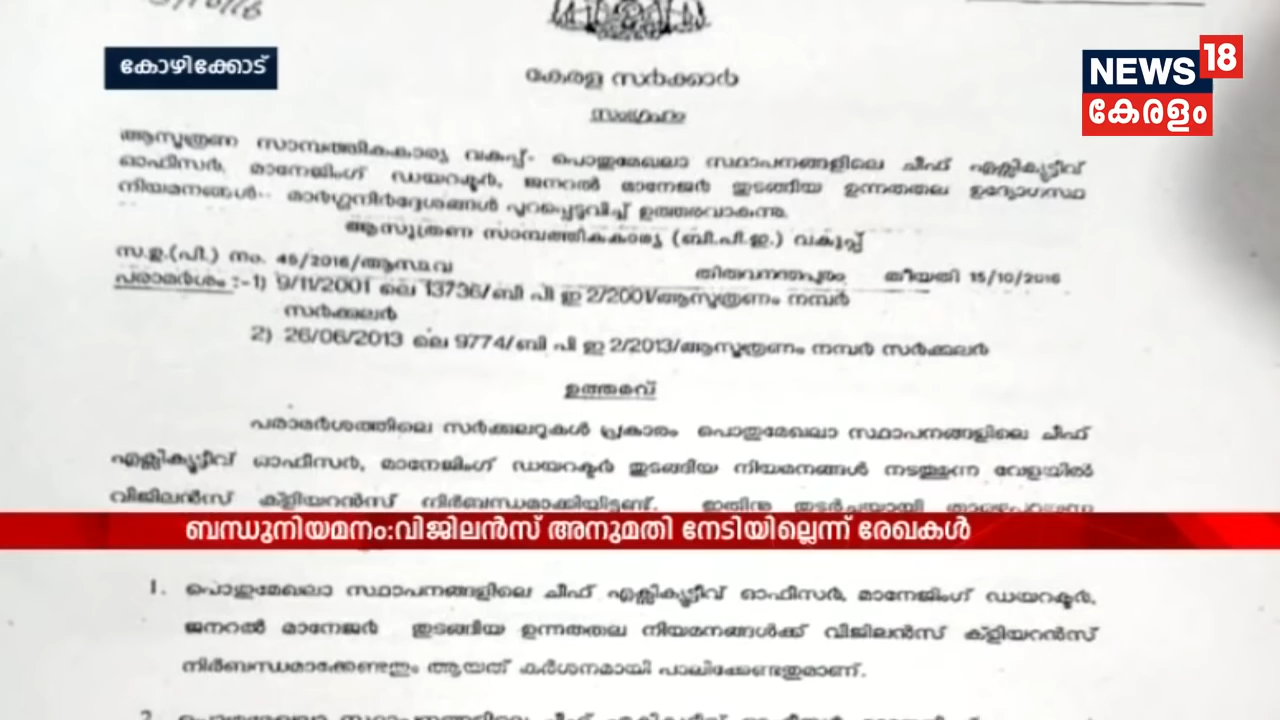 കോഴിക്കോട്
NEWS 18
കേരളം
കേരള സർക്കാർ
സംഗ്രഹം
ആസൂത്രണ സാമ്പത്തികകാര്യ വകുപ്പ്- പൊതുമേഖലാ സ്ഥാപനങ്ങളിലെ ചീഫ് എക്സിക്യൂട്ടീവ്
ഓഫീസർ, മാനേജിംഗ് ഡയറക്ടർ, ജനറൽ മാനേജർ തുടങ്ങിയ ഉന്നതതല ഉദ്യോഗസ്ഥ
നിയമനങ്ങൾ-- മാർഗ്ഗനിർദ്ദേശങ്ങൾ പുറപ്പെടുവിച്ച് ഉത്തരവാകുന്നു.
ആസൂത്രണ സാമ്പത്തികകാര്യ (ബി.പി.ഇ.) വകുപ്പ്
സ.ഉ.(പി.) നം. 45/2016/ആസാവ തിരുവനന്തപുരം തീയതി 15/10/2016
പരാമർശം :-1) 9/11/2001 ലെ 13736/ബി പി ഇ 2/2001/ആസൂത്രണം നമ്പർ
സർക്കുലർ
2) 26/06/2013 ലെ 9774/ബി പി ഇ 2/2013/ആസൂത്രണം നമ്പർ സർക്കുലർ
ഉത്തരവ്
പരാമർശത്തിലെ സർക്കുലറുകൾ പ്രകാരം പൊതുമേഖലാ സ്ഥാപനങ്ങളിലെ ചീഫ്
എക്സിക്യൂട്ടീവ് ഓഫീസർ, മാനേജിംഗ് ഡയറക്ടർ തുടങ്ങിയ നിയമനങ്ങൾ നടത്തുന്ന വേളയിൽ
വിജിലൻസ് ക്ളിയറൻസ് നിർബന്ധമാക്കിയിട്ടുണ്ട്. ഇതിനു തുടർച്ചയായി
ബന്ധുനിയമനം:വിജിലൻസ് അനുമതി നേടിയില്ലെന്ന് രേഖകൾ
1. പൊതുമേഖലാ സ്ഥാപനങ്ങളിലെ ചീഫ് എക്സിക്യൂട്ടീവ് ഓഫീസർ, മാനേജിംഗ് ഡയറക്ടർ,
ജനറൽ മാനേജർ തുടങ്ങിയ ഉന്നതതല നിയമനങ്ങൾക്ക് വിജിലൻസ് ക്ളിയറൻസ്
നിർബന്ധമാക്കേണ്ടതും ആയത് കർശനമായി പാലിക്കേണ്ടതുമാണ്.